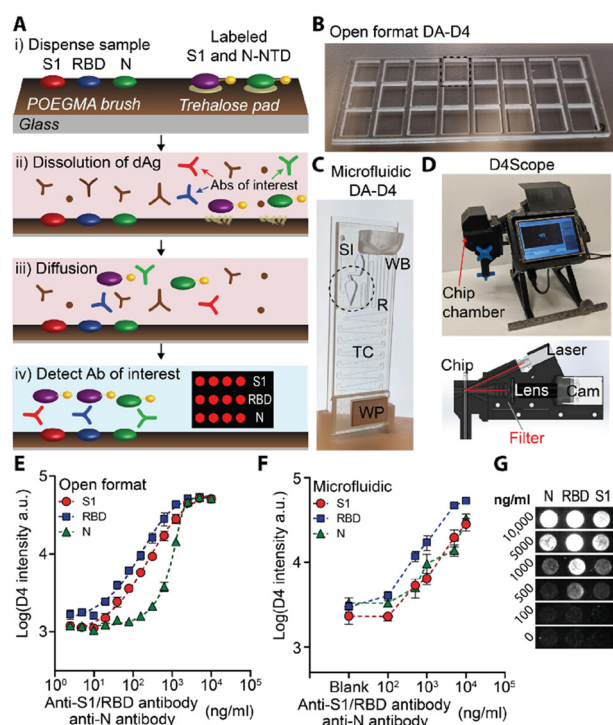 A
i) Dispense sample
S1 RBD N
Labeled
S1 and N-NTD
POEGMA brush
Trehalose pad
Glass
ii) Dissolution of dAg
Abs of interest
iii) Diffusion
iv) Detect Ab of interest
S1
RBD
N
B
Open format DA-D4
C
Microfluidic
DA-D4
SI
WB
R
TC
WP
D
D4Scope
Chip
chamber
Laser
Chip
Lens
Cam
Filter
E
Open format
S1
RBD
N
Log(D4 intensity a.u.)
5
4
3
10⁰ 10¹ 10² 10³ 10⁴ 10⁵
Anti-S1/RBD antibody
anti-N antibody
(ng/ml)
F
Microfluidic
S1
RBD
N
Log(D4 intensity a.u.)
5
4
3
Blank
10² 10³ 10⁴ 10⁵
Anti-S1/RBD antibody
anti-N antibody
(ng/ml)
G
ng/ml N RBD S1
10,000
5000
1000
500
100
0